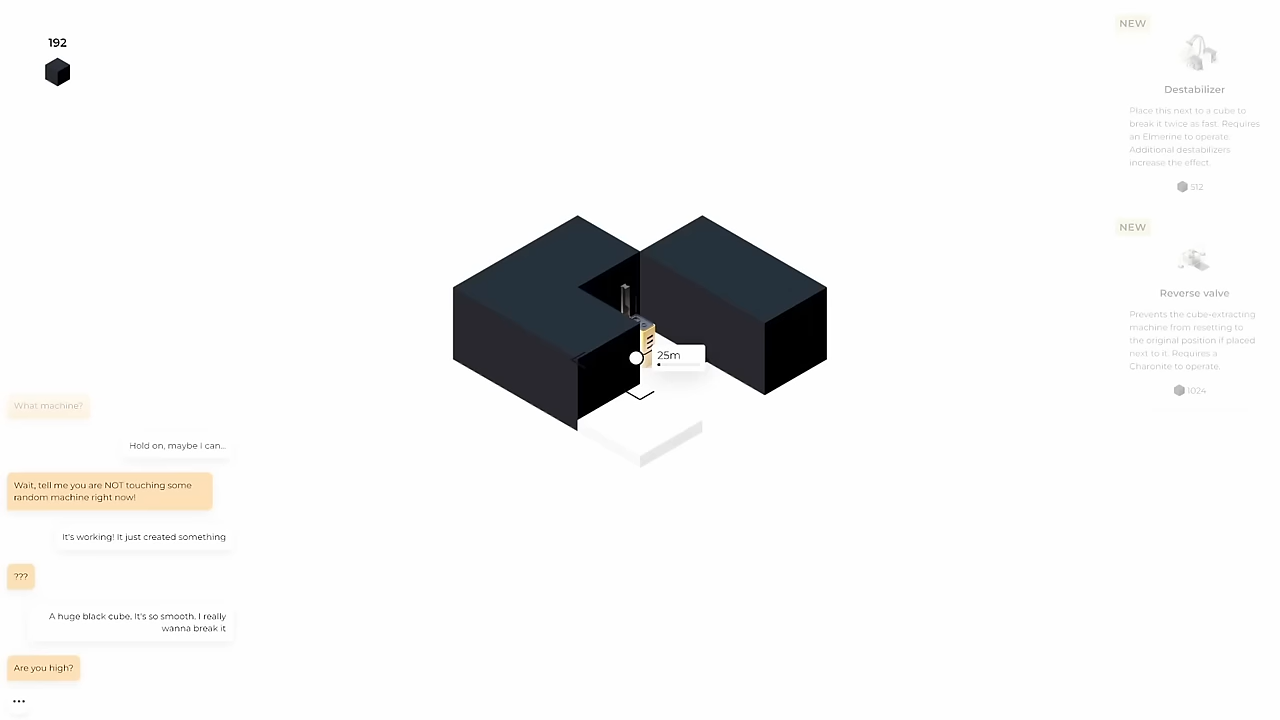 192
NEW
Destabilizer
Place this next to a cube to
break it twice as fast. Requires
an Elmerine to operate.
Additional destabilizers
increase the effect.
512
NEW
Reverse valve
Prevents the cube-extracting
machine from resetting to
the original position if placed
next to it. Requires a
Charonite to operate.
1024
25m
What machine?
Hold on, maybe I can...
Wait, tell me you are NOT touching some
random machine right now!
It's working! It just created something
???
A huge black cube. It's so smooth. I really
wanna break it
Are you high?
...